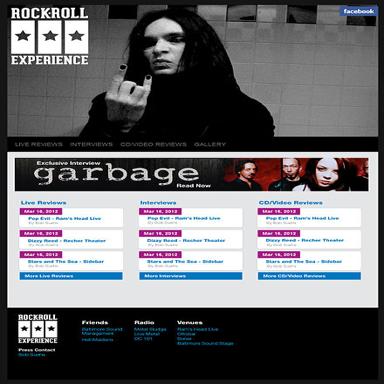 ROCKROLL
EXPERIENCE
facebook
LIVE REVIEWS INTERVIEWS CD/VIDEO REVIEWS GALLERY
Exclusive Interview
garbage
Read Now
Live Reviews
Mar 16, 2012
Pop Evil - Ram's Head Live
Mar 16, 2012
Dizzy Reed - Recher Theater
Mar 16, 2012
Stars and The Sea - Sidebar
More Live Reviews
Interviews
Mar 16, 2012
Pop Evil - Ram's Head Live
Mar 16, 2012
Dizzy Reed - Recher Theater
Mar 16, 2012
Stars and The Sea - Sidebar
More Interviews
CD/Video Reviews
Mar 16, 2012
Pop Evil - Ram's Head Live
Mar 16, 2012
Dizzy Reed - Recher Theater
Mar 16, 2012
Stars and The Sea - Sidebar
More CD/Video Reviews
ROCKROLL
EXPERIENCE
Press Contact
Friends
Baltimore Sound
Management
Radio
Live Metal
DC 101
Venues
Ram's Head Live
Sonar
Baltimore Sound Stage